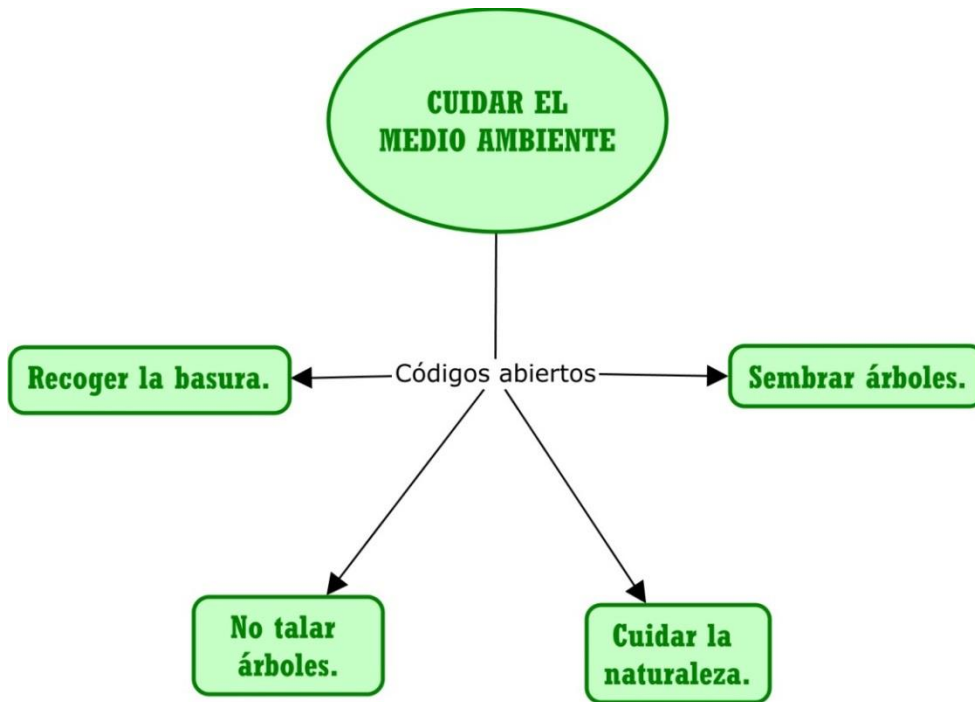 CUIDAR EL
MEDIO AMBIENTE
Códigos abiertos
Recoger la basura.
Sembrar árboles.
No talar
árboles.
Cuidar la
naturaleza.